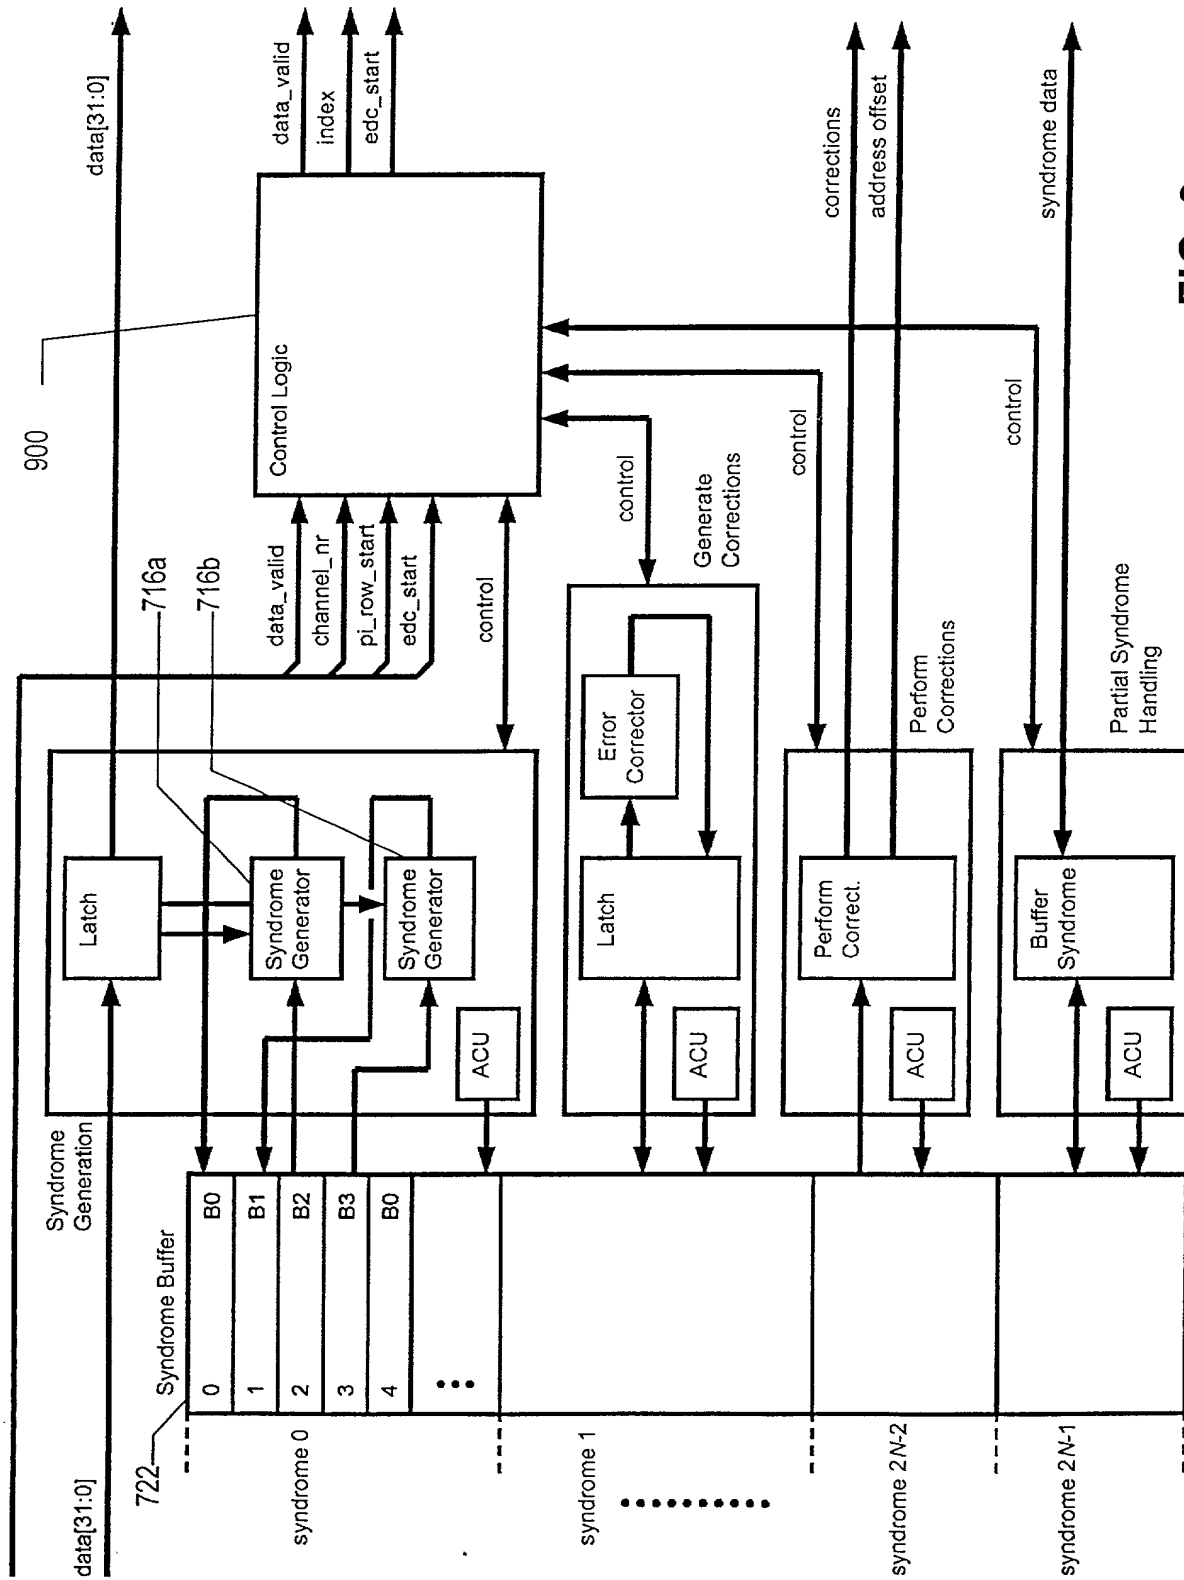 data[31:0]
data[31:0]
722
Syndrome Buffer
0 B0
1 B1
2 B2
3 B3
4 B0
syndrome 0
syndrome 1
syndrome 2N-2
syndrome 2N-1
Syndrome
Generation
Latch
Syndrome
Generator
Syndrome
Generator
ACU
716a
716b
data_valid
channel_nr
pi_row_start
edc_start
control
900
Control Logic
data_valid
index
edc_start
Latch
Error
Corrector
ACU
Generate
Corrections
control
Perform
Correct.
ACU
Perform
Corrections
control
corrections
address offset
Buffer
Syndrome
ACU
Partial Syndrome
Handling
control
syndrome data